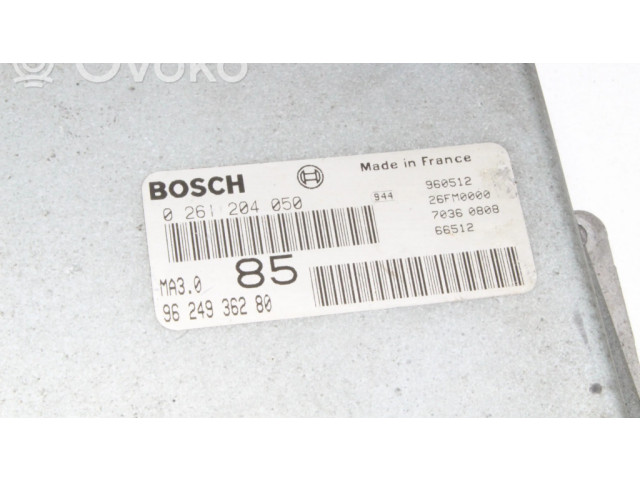 Ovoko
BOSCH
Made in France
0 261 204 050
944
960512
26FM0000
7036 0808
66512
MA3.0
85
96 249 362 80